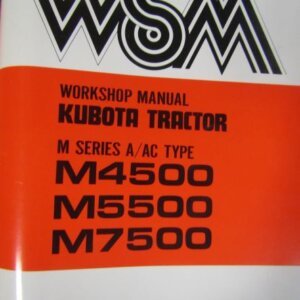 WSM
WORKSHOP MANUAL
KUBOTA TRACTOR
M SERIES A/AC TYPE
M4500
M5500
M7500